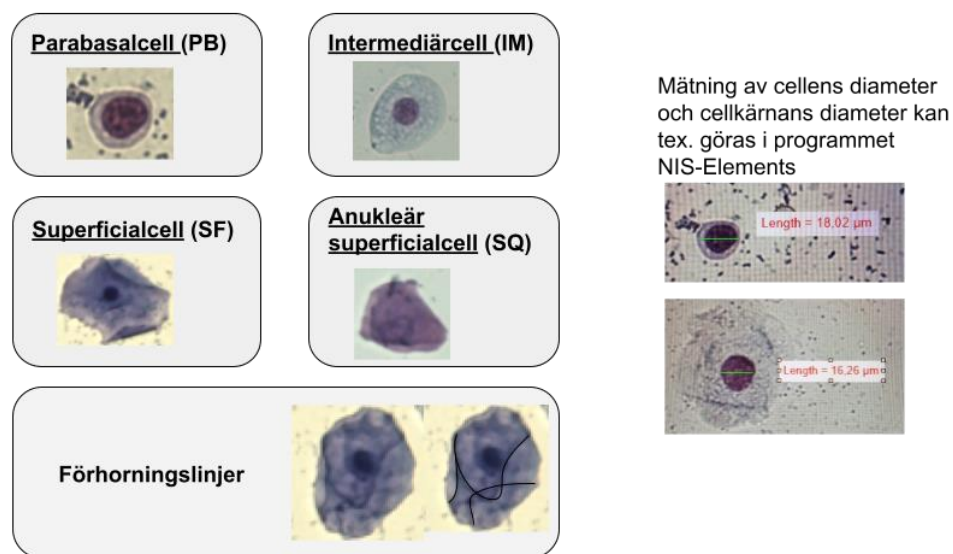 Parabasalcell (PB)
Intermediärcell (IM)
Superficialcell (SF)
Anukleär
superficialcell (SQ)
Förhorningslinjer
Mätning av cellens diameter
och cellkärnans diameter kan
tex. göras i programmet
NIS-Elements
Length = 18,02 µm
Length = 16,26 µm